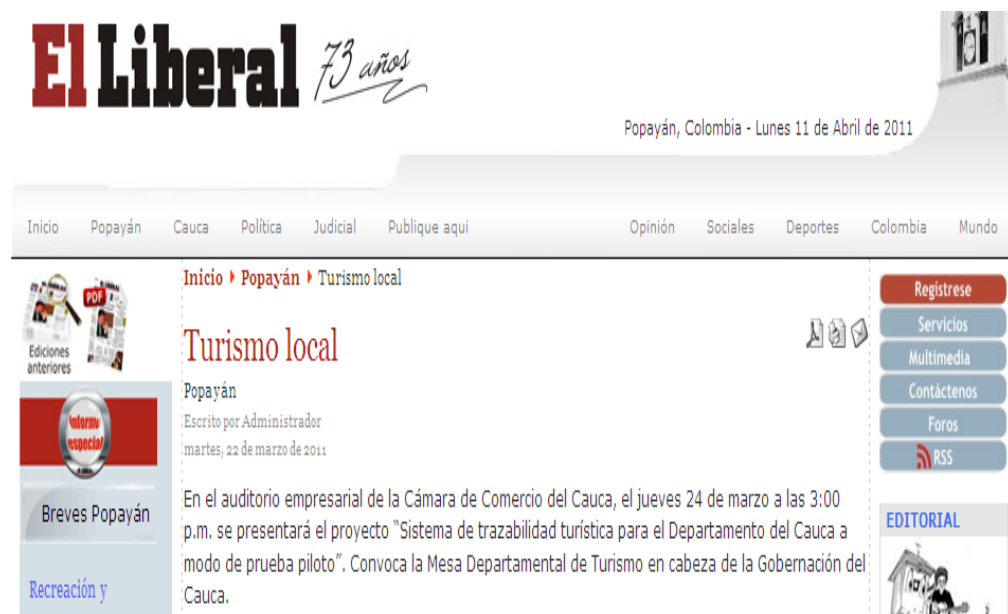 El Liberal 73 años
Popayán, Colombia - Lunes 11 de Abril de 2011
Inicio Popayán Cauca Política Judicial Publique aqui Opinión Sociales Deportes Colombia Mundo
PDF
Ediciones
anteriores
Informe
especial
Breves Popayán
Recreación y
Inicio Popayán Turismo local
Turismo local
Popayán
Escrito por Administrador
martes, 22 de marzo de 2011
En el auditorio empresarial de la Cámara de Comercio del Cauca, el jueves 24 de marzo a las 3:00
p.m. se presentará el proyecto “Sistema de trazabilidad turística para el Departamento del Cauca a
modo de prueba piloto”. Convoca la Mesa Departamental de Turismo en cabeza de la Gobernación del
Cauca.
Registrese
Servicios
Multimedia
Contáctenos
Foros
RSS
EDITORIAL